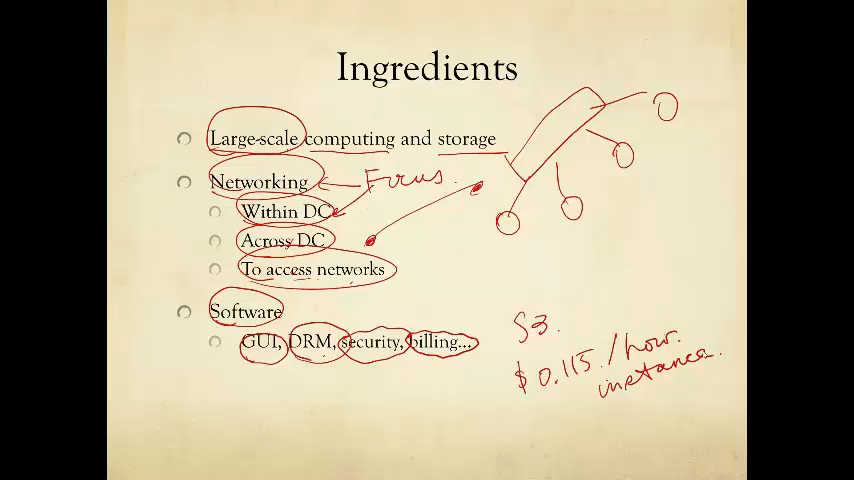 Ingredients
Large-scale computing and storage
Networking ← Focus.
Within DC
Across DC
To access networks
Software
GUI, DRM, security, billing...
S3.
$0.115 / hour.
instance.